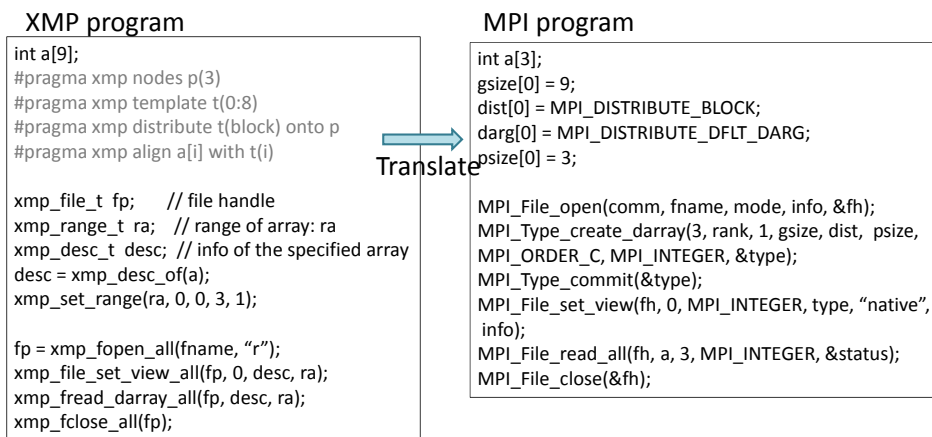 XMP program
int a[9];
#pragma xmp nodes p(3)
#pragma xmp template t(0:8)
#pragma xmp distribute t(block) onto p
#pragma xmp align a[i] with t(i)
xmp_file_t fp; // file handle
xmp_range_t ra; // range of array: ra
xmp_desc_t desc; // info of the specified array
desc = xmp_desc_of(a);
xmp_set_range(ra, 0, 0, 3, 1);
fp = xmp_fopen_all(fname, “r”);
xmp_file_set_view_all(fp, 0, desc, ra);
xmp_fread_darray_all(fp, desc, ra);
xmp_fclose_all(fp);
Translate
MPI program
int a[3];
gsize[0] = 9;
dist[0] = MPI_DISTRIBUTE_BLOCK;
darg[0] = MPI_DISTRIBUTE_DFLT_DARG;
psize[0] = 3;
MPI_File_open(comm, fname, mode, info, &fh);
MPI_Type_create_darray(3, rank, 1, gsize, dist, psize,
MPI_ORDER_C, MPI_INTEGER, &type);
MPI_Type_commit(&type);
MPI_File_set_view(fh, 0, MPI_INTEGER, type, “native”,
info);
MPI_File_read_all(fh, a, 3, MPI_INTEGER, &status);
MPI_File_close(&fh);